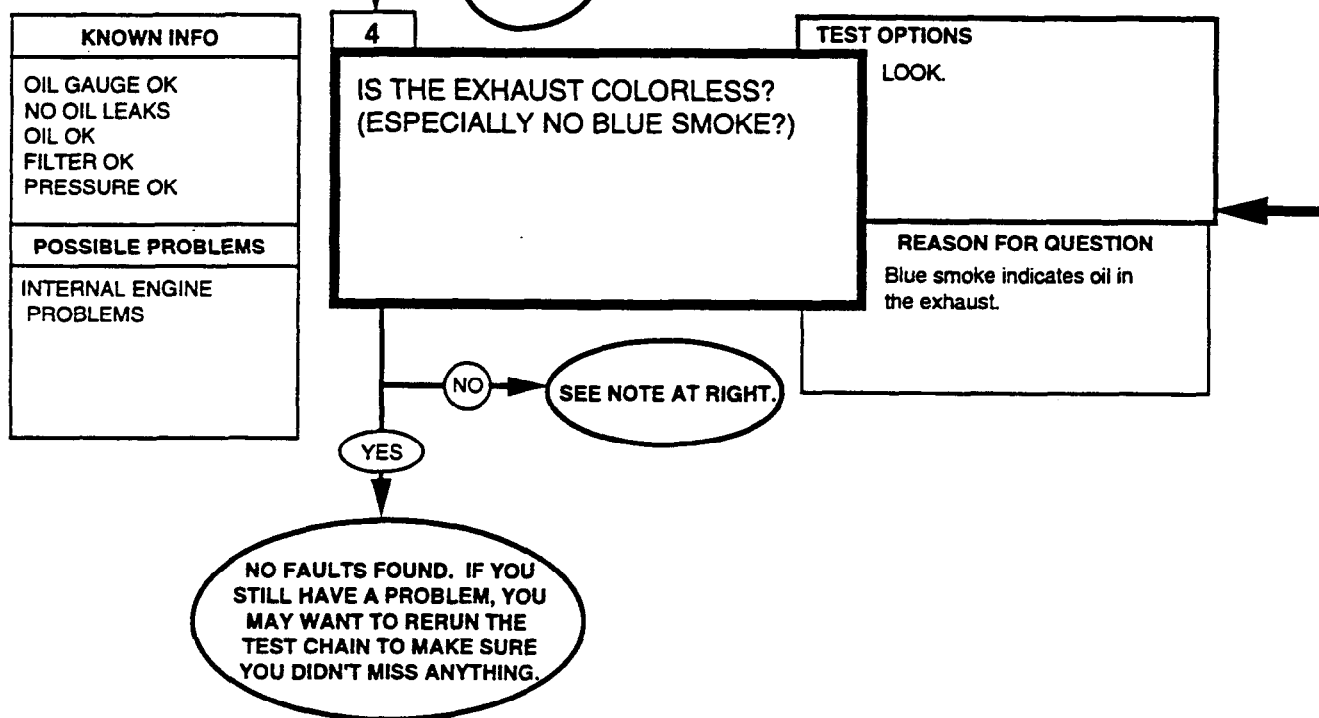 KNOWN INFO
OIL GAUGE OK
NO OIL LEAKS
OIL OK
FILTER OK
PRESSURE OK
POSSIBLE PROBLEMS
INTERNAL ENGINE
PROBLEMS
4
IS THE EXHAUST COLORLESS?
(ESPECIALLY NO BLUE SMOKE?)
TEST OPTIONS
LOOK.
REASON FOR QUESTION
Blue smoke indicates oil in
the exhaust.
NO
SEE NOTE AT RIGHT.
YES
NO FAULTS FOUND. IF YOU
STILL HAVE A PROBLEM, YOU
MAY WANT TO RERUN THE
TEST CHAIN TO MAKE SURE
YOU DIDN'T MISS ANYTHING.